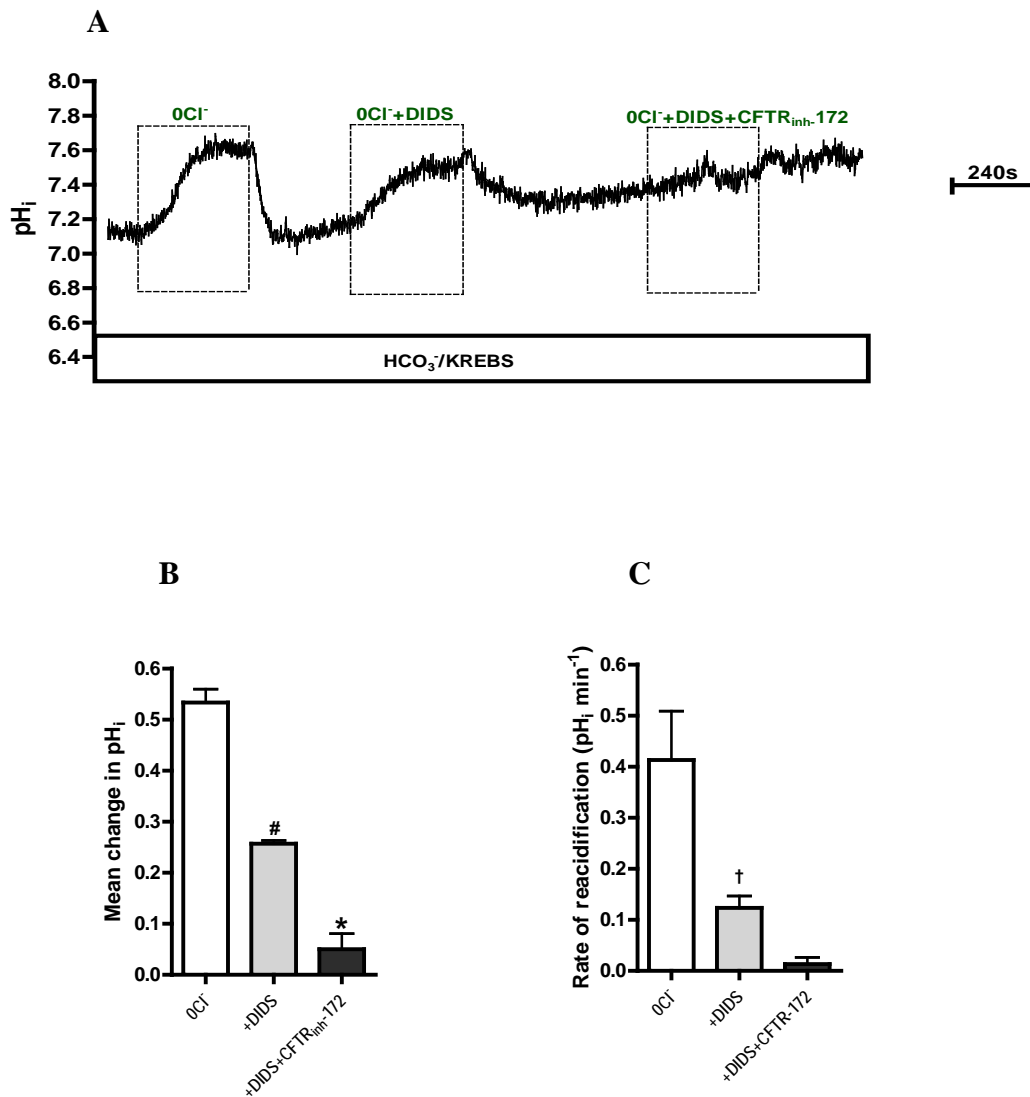 A
8.0
7.8
7.6
7.4
7.2
7.0
6.8
6.6
6.4
pHi
0Cl-
0Cl-+DIDS
0Cl-+DIDS+CFTRinh-172
240s
HCO3-/KREBS
B
0.6
0.5
0.4
0.3
0.2
0.1
0.0
Mean change in pHi
#
*
0Cl-
+DIDS
+DIDS+CFTRinh-172
C
0.6
0.5
0.4
0.3
0.2
0.1
0.0
Rate of reacidification (pHi min-1)
†
0Cl-
+DIDS
+DIDS+CFTR-172